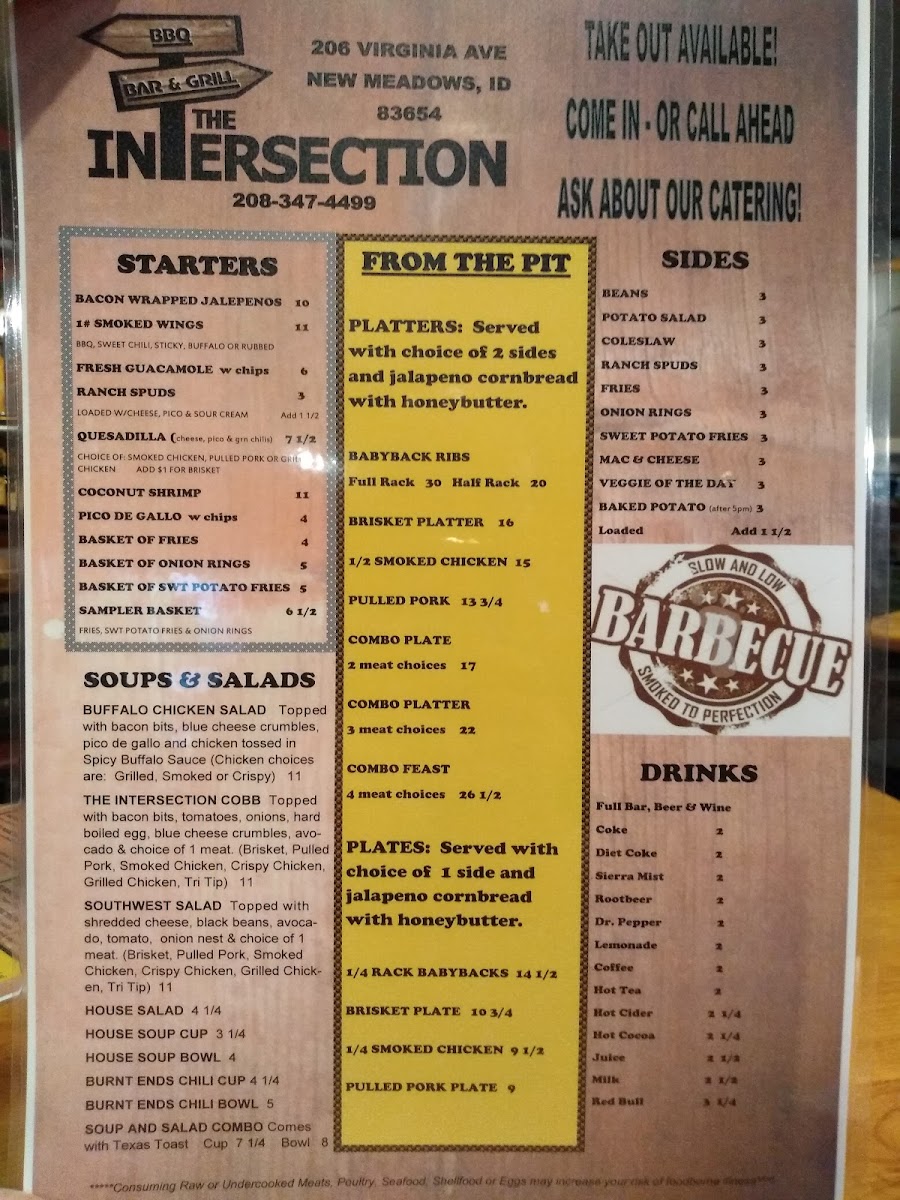 BBQ
BAR & GRILL
THE
INTERSECTION
208-347-4499
206 VIRGINIA AVE
NEW MEADOWS, ID
83654
TAKE OUT AVAILABLE!
COME IN - OR CALL AHEAD
ASK ABOUT OUR CATERING!
STARTERS
BACON WRAPPED JALEPENOS 10
1# SMOKED WINGS 11
BBQ, SWEET CHILI, STICKY, BUFFALO OR RUBBED
FRESH GUACAMOLE w chips 6
RANCH SPUDS 3
LOADED W/CHEESE, PICO & SOUR CREAM Add 1 1/2
QUESADILLA (cheese, pico & grn chilis) 7 1/2
CHOICE OF: SMOKED CHICKEN, PULLED PORK OR GRILL
CHICKEN ADD $1 FOR BRISKET
COCONUT SHRIMP 11
PICO DE GALLO w chips 4
BASKET OF FRIES 4
BASKET OF ONION RINGS 5
BASKET OF SWT POTATO FRIES 5
SAMPLER BASKET 6 1/2
FRIES, SWT POTATO FRIES & ONION RINGS
SOUPS & SALADS
BUFFALO CHICKEN SALAD Topped
with bacon bits, blue cheese crumbles,
pico de gallo and chicken tossed in
Spicy Buffalo Sauce (Chicken choices
are: Grilled, Smoked or Crispy) 11
THE INTERSECTION COBB Topped
with bacon bits, tomatoes, onions, hard
boiled egg, blue cheese crumbles, avo-
cado & choice of 1 meat. (Brisket, Pulled
Pork, Smoked Chicken, Crispy Chicken,
Grilled Chicken, Tri Tip) 11
SOUTHWEST SALAD Topped with
shredded cheese, black beans, avoca-
do, tomato, onion nest & choice of 1
meat. (Brisket, Pulled Pork, Smoked
Chicken, Crispy Chicken, Grilled Chick-
en, Tri Tip) 11
HOUSE SALAD 4 1/4
HOUSE SOUP CUP 3 1/4
HOUSE SOUP BOWL 4
BURNT ENDS CHILI CUP 4 1/4
BURNT ENDS CHILI BOWL 5
SOUP AND SALAD COMBO Comes
with Texas Toast Cup 7 1/4 Bowl 8
FROM THE PIT
PLATTERS: Served
with choice of 2 sides
and jalapeno cornbread
with honeybutter.
BABYBACK RIBS
Full Rack 30 Half Rack 20
BRISKET PLATTER 16
1/2 SMOKED CHICKEN 15
PULLED PORK 13 3/4
COMBO PLATE
2 meat choices 17
COMBO PLATTER
3 meat choices 22
COMBO FEAST
4 meat choices 26 1/2
PLATES: Served with
choice of 1 side and
jalapeno cornbread
with honeybutter.
1/4 RACK BABYBACKS 14 1/2
BRISKET PLATE 10 3/4
1/4 SMOKED CHICKEN 9 1/2
PULLED PORK PLATE 9
SIDES
BEANS 3
POTATO SALAD 3
COLESLAW 3
RANCH SPUDS 3
FRIES 3
ONION RINGS 3
SWEET POTATO FRIES 3
MAC & CHEESE 3
VEGGIE OF THE DAY 3
BAKED POTATO (after 5pm) 3
Loaded Add 1 1/2
SLOW AND LOW
BARBECUE
SMOKED TO PERFECTION
DRINKS
Full Bar, Beer & Wine
Coke 2
Diet Coke 2
Sierra Mist 2
Rootbeer 2
Dr. Pepper 2
Lemonade 2
Coffee 2
Hot Tea 2
Hot Cider 2 1/4
Hot Cocoa 2 1/4
Juice 2 1/2
Milk 2 1/2
Red Bull 3 1/4
*****Consuming Raw or Undercooked Meats, Poultry, Seafood, Shellfood or Eggs may increase your risk of foodborne illness***